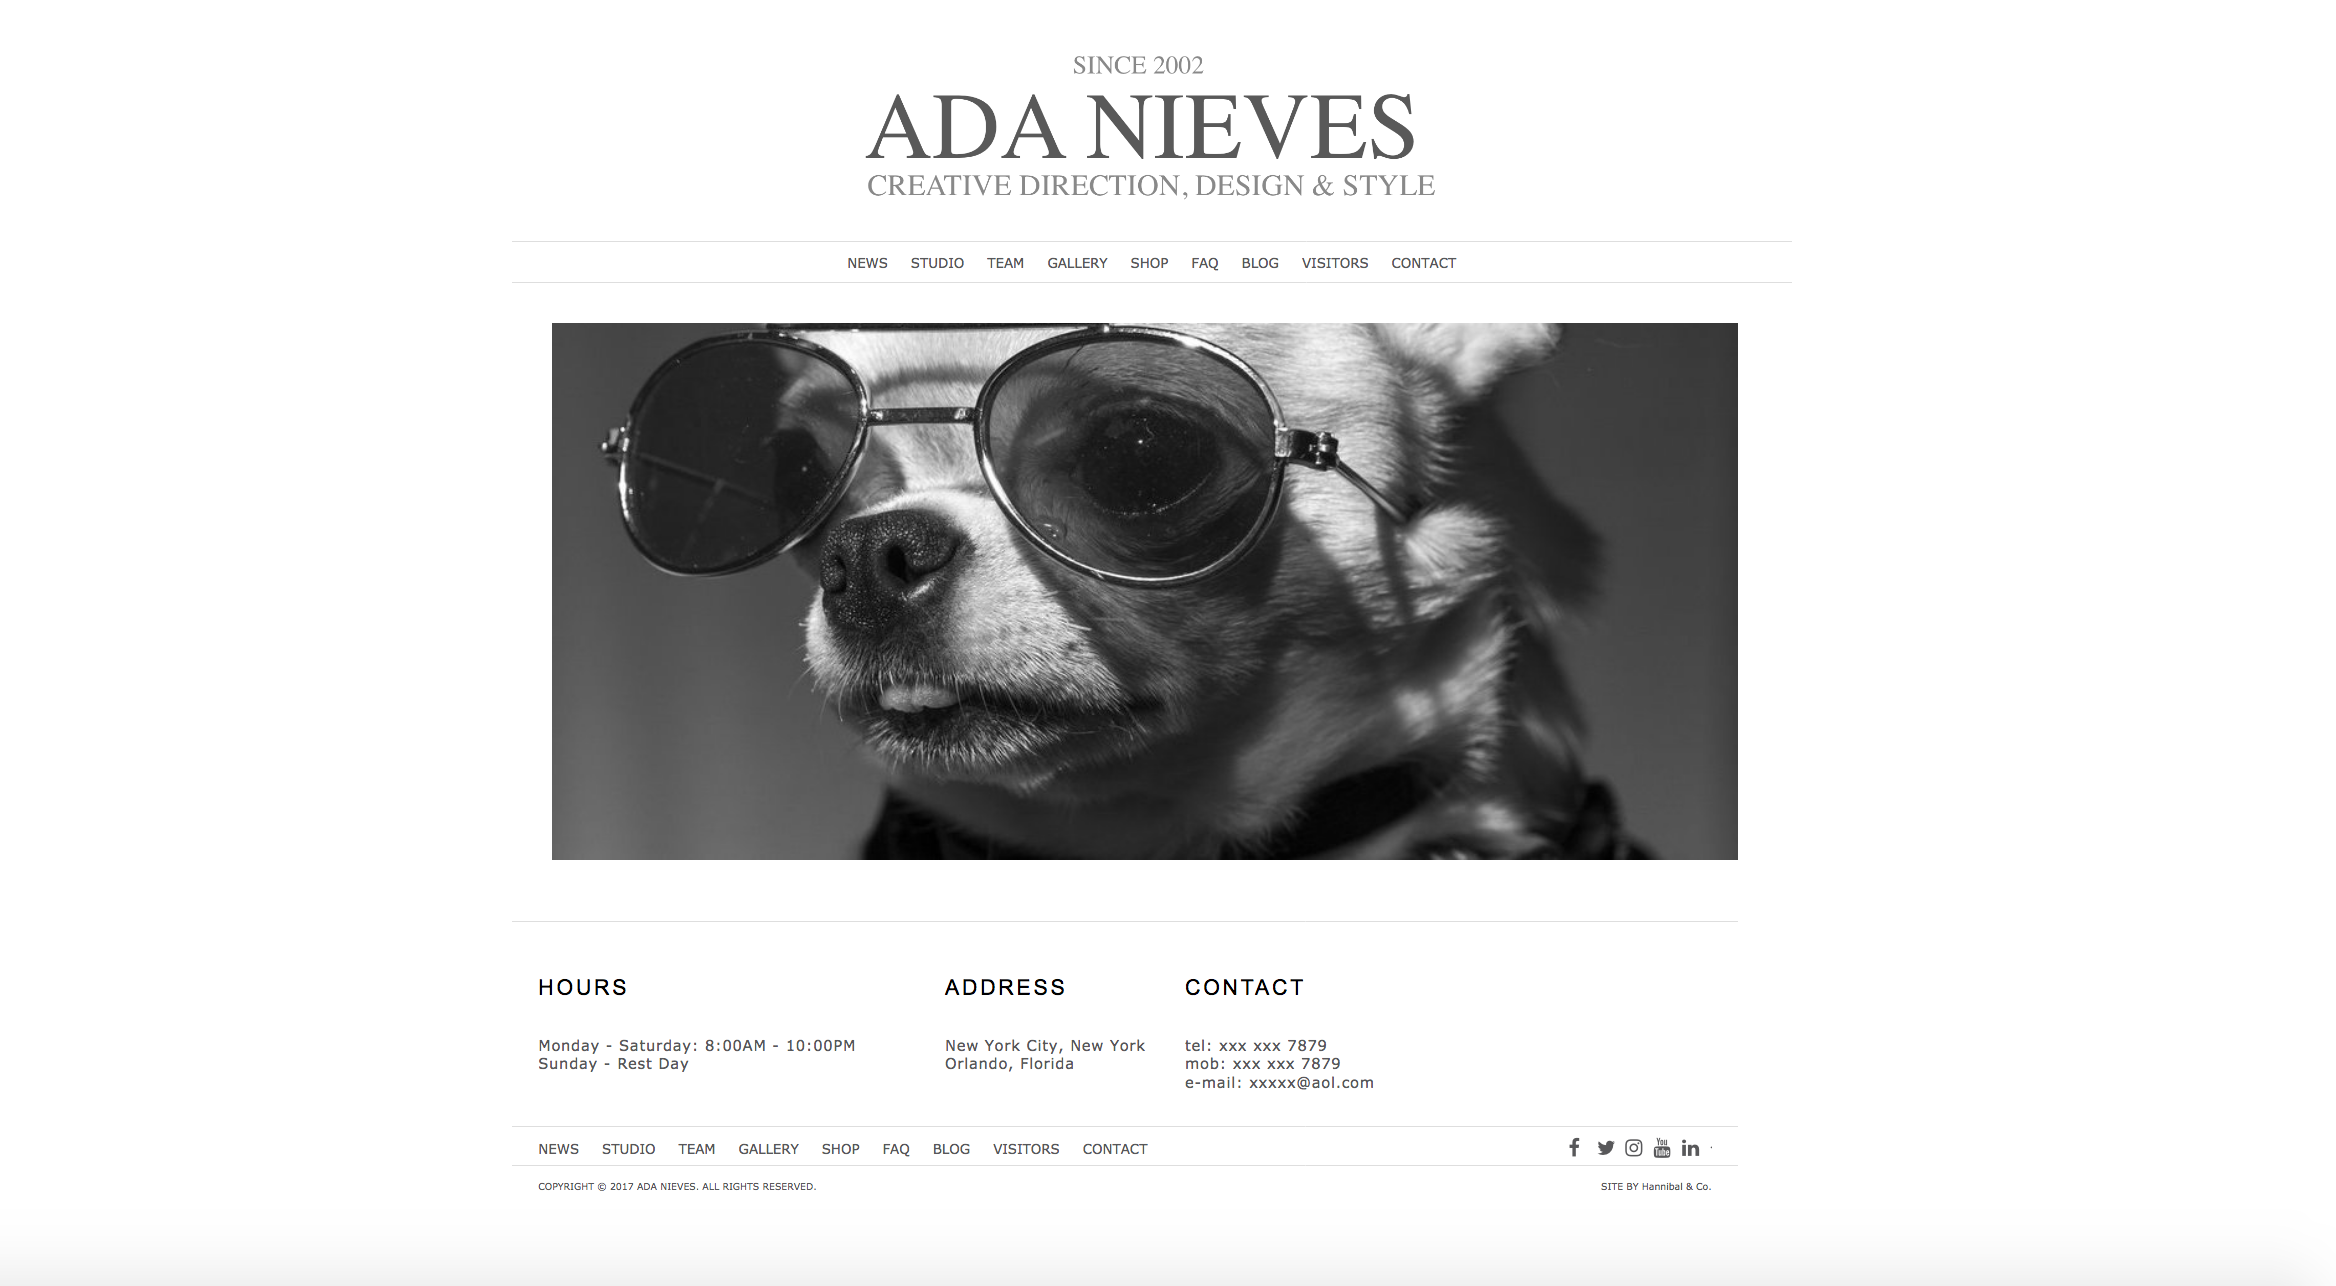 SINCE 2002
ADA NIEVES
CREATIVE DIRECTION, DESIGN & STYLE
NEWS STUDIO TEAM GALLERY SHOP FAQ BLOG VISITORS CONTACT
HOURS
Monday - Saturday: 8:00AM - 10:00PM
Sunday - Rest Day
ADDRESS
New York City, New York
Orlando, Florida
CONTACT
tel: xxx xxx 7879
mob: xxx xxx 7879
e-mail: xxxxx@aol.com
NEWS STUDIO TEAM GALLERY SHOP FAQ BLOG VISITORS CONTACT
You Tube in
COPYRIGHT © 2017 ADA NIEVES. ALL RIGHTS RESERVED.
SITE BY Hannibal & Co.